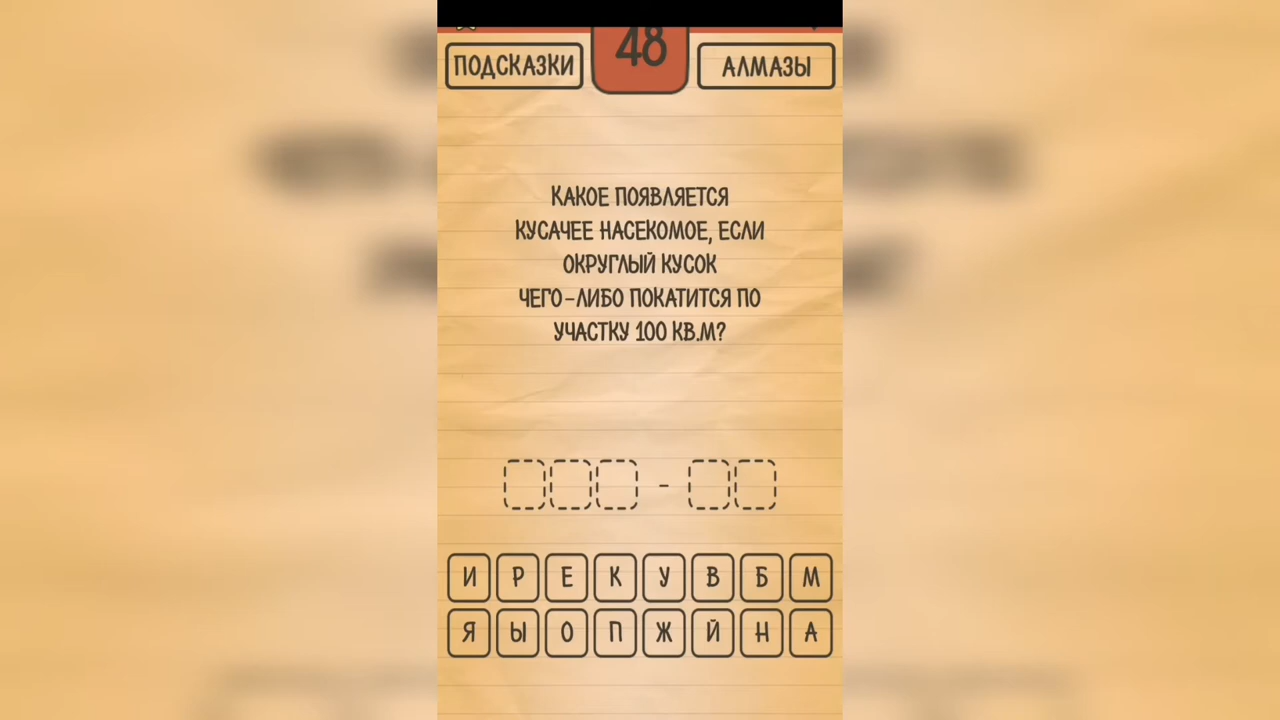 48
ПОДСКАЗКИ
АЛМАЗЫ
КАКОЕ ПОЯВЛЯЕТСЯ
КУСАЧЕЕ НАСЕКОМОЕ, ЕСЛИ
ОКРУГЛЫЙ КУСОК
ЧЕГО-ЛИБО ПОКАТИТСЯ ПО
УЧАСТКУ 100 КВ.М?
-
И Р Е К У В Б М
Я Ы О П Ж Й Н А